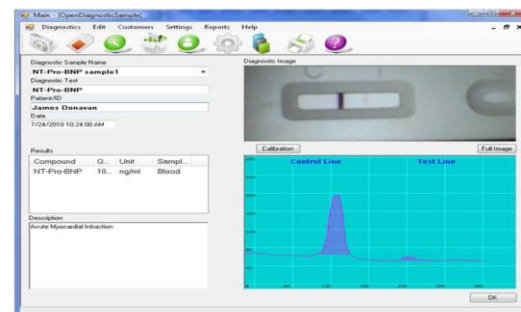 Main - [OpenDiagnosticSample]
Diagnostics Edit Customers Settings Reports Help
Diagnostic Sample Name
NT-Pro-BNP sample1
Diagnostic Test
NT-Pro-BNP
Patient/ID
James Donavan
Date
7/24/2010 10:24:00 AM
Results
Compound Q... Unit Sampl...
NT-Pro-BNP 10... ng/ml Blood
Description
Acute Myocardial Infraction
Diagnostic Image
Calibration
Full Image
Control Line Test Line
OK